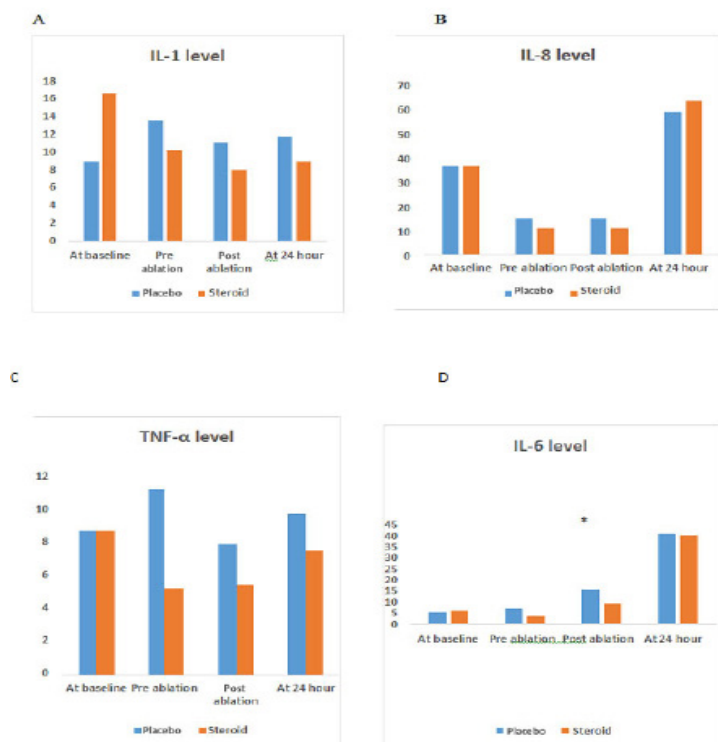 A
IL-1 level
18
16
14
12
10
8
6
4
2
0
At baseline Pre ablation Post ablation At 24 hour
Placebo Steroid
B
IL-8 level
70
60
50
40
30
20
10
0
At baseline Pre ablation Post ablation At 24 hour
Placebo Steroid
C
TNF-α level
12
10
8
6
4
2
0
At baseline Pre ablation Post ablation At 24 hour
Placebo Steroid
D
IL-6 level
*
45
40
35
30
25
20
15
10
5
0
At baseline Pre ablation Post ablation At 24 hour
Placebo Steroid